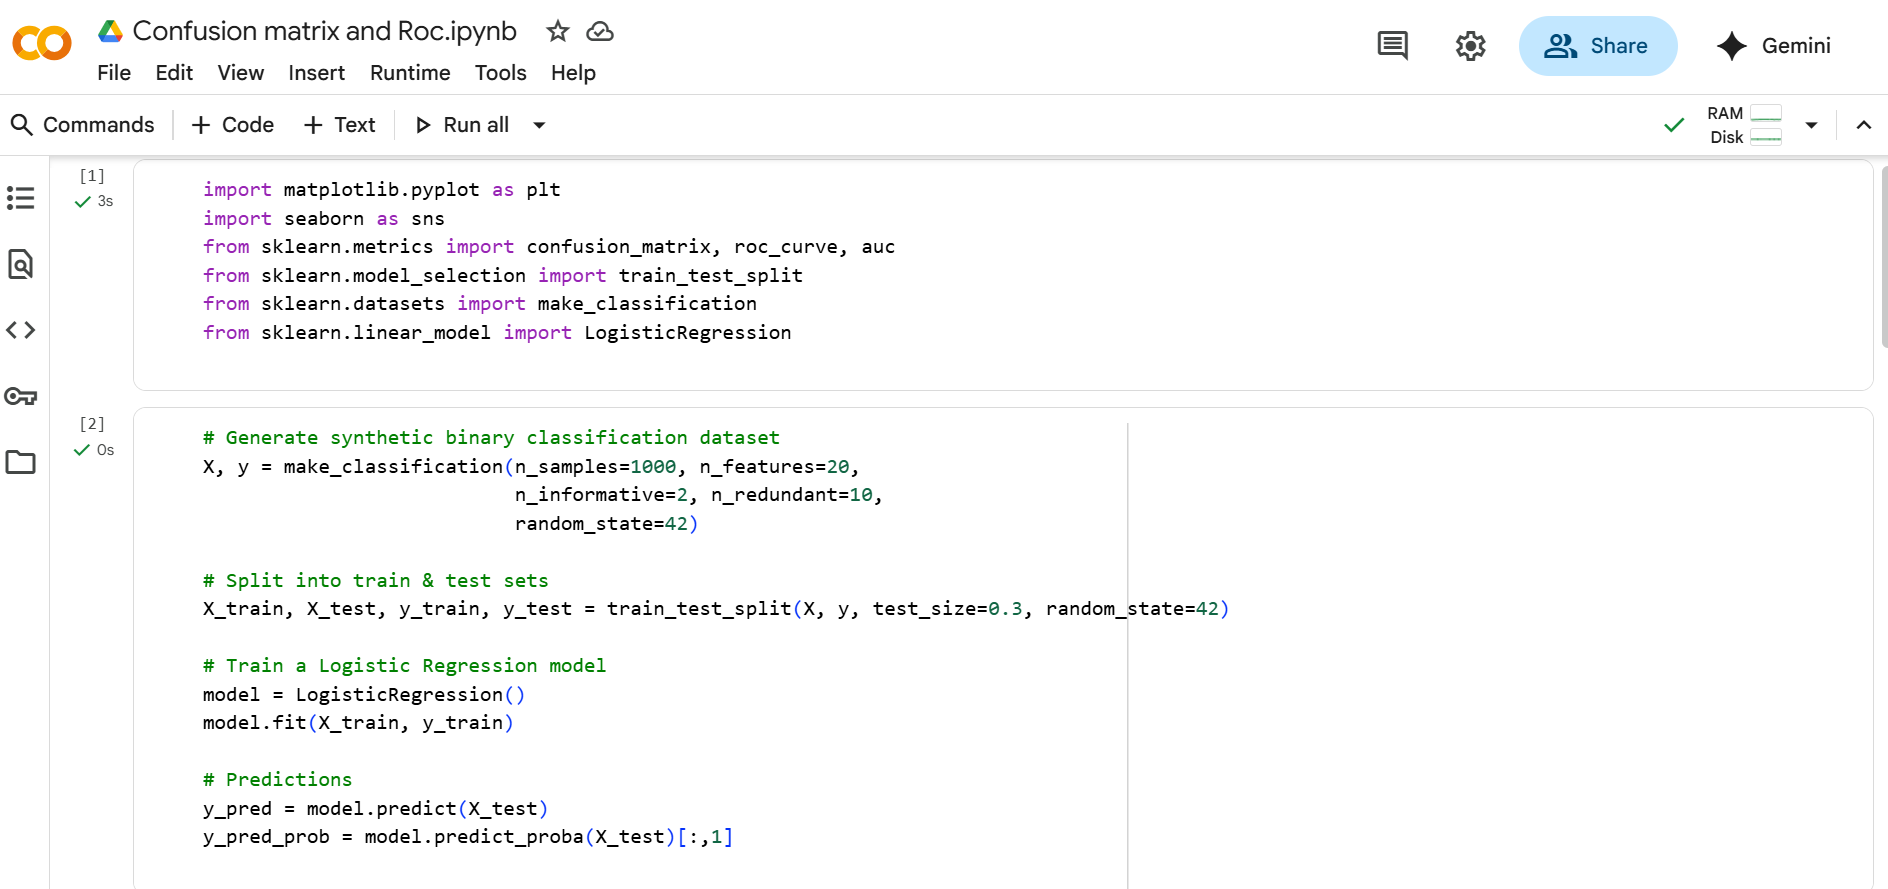 Confusion matrix and Roc.ipynb
File Edit View Insert Runtime Tools Help
Share
Gemini
Commands + Code + Text Run all
RAM
Disk
[1]
3s
import matplotlib.pyplot as plt
import seaborn as sns
from sklearn.metrics import confusion_matrix, roc_curve, auc
from sklearn.model_selection import train_test_split
from sklearn.datasets import make_classification
from sklearn.linear_model import LogisticRegression
[2]
0s
# Generate synthetic binary classification dataset
X, y = make_classification(n_samples=1000, n_features=20,
                           n_informative=2, n_redundant=10,
                           random_state=42)
# Split into train & test sets
X_train, X_test, y_train, y_test = train_test_split(X, y, test_size=0.3, random_state=42)
# Train a Logistic Regression model
model = LogisticRegression()
model.fit(X_train, y_train)
# Predictions
y_pred = model.predict(X_test)
y_pred_prob = model.predict_proba(X_test)[:,1]